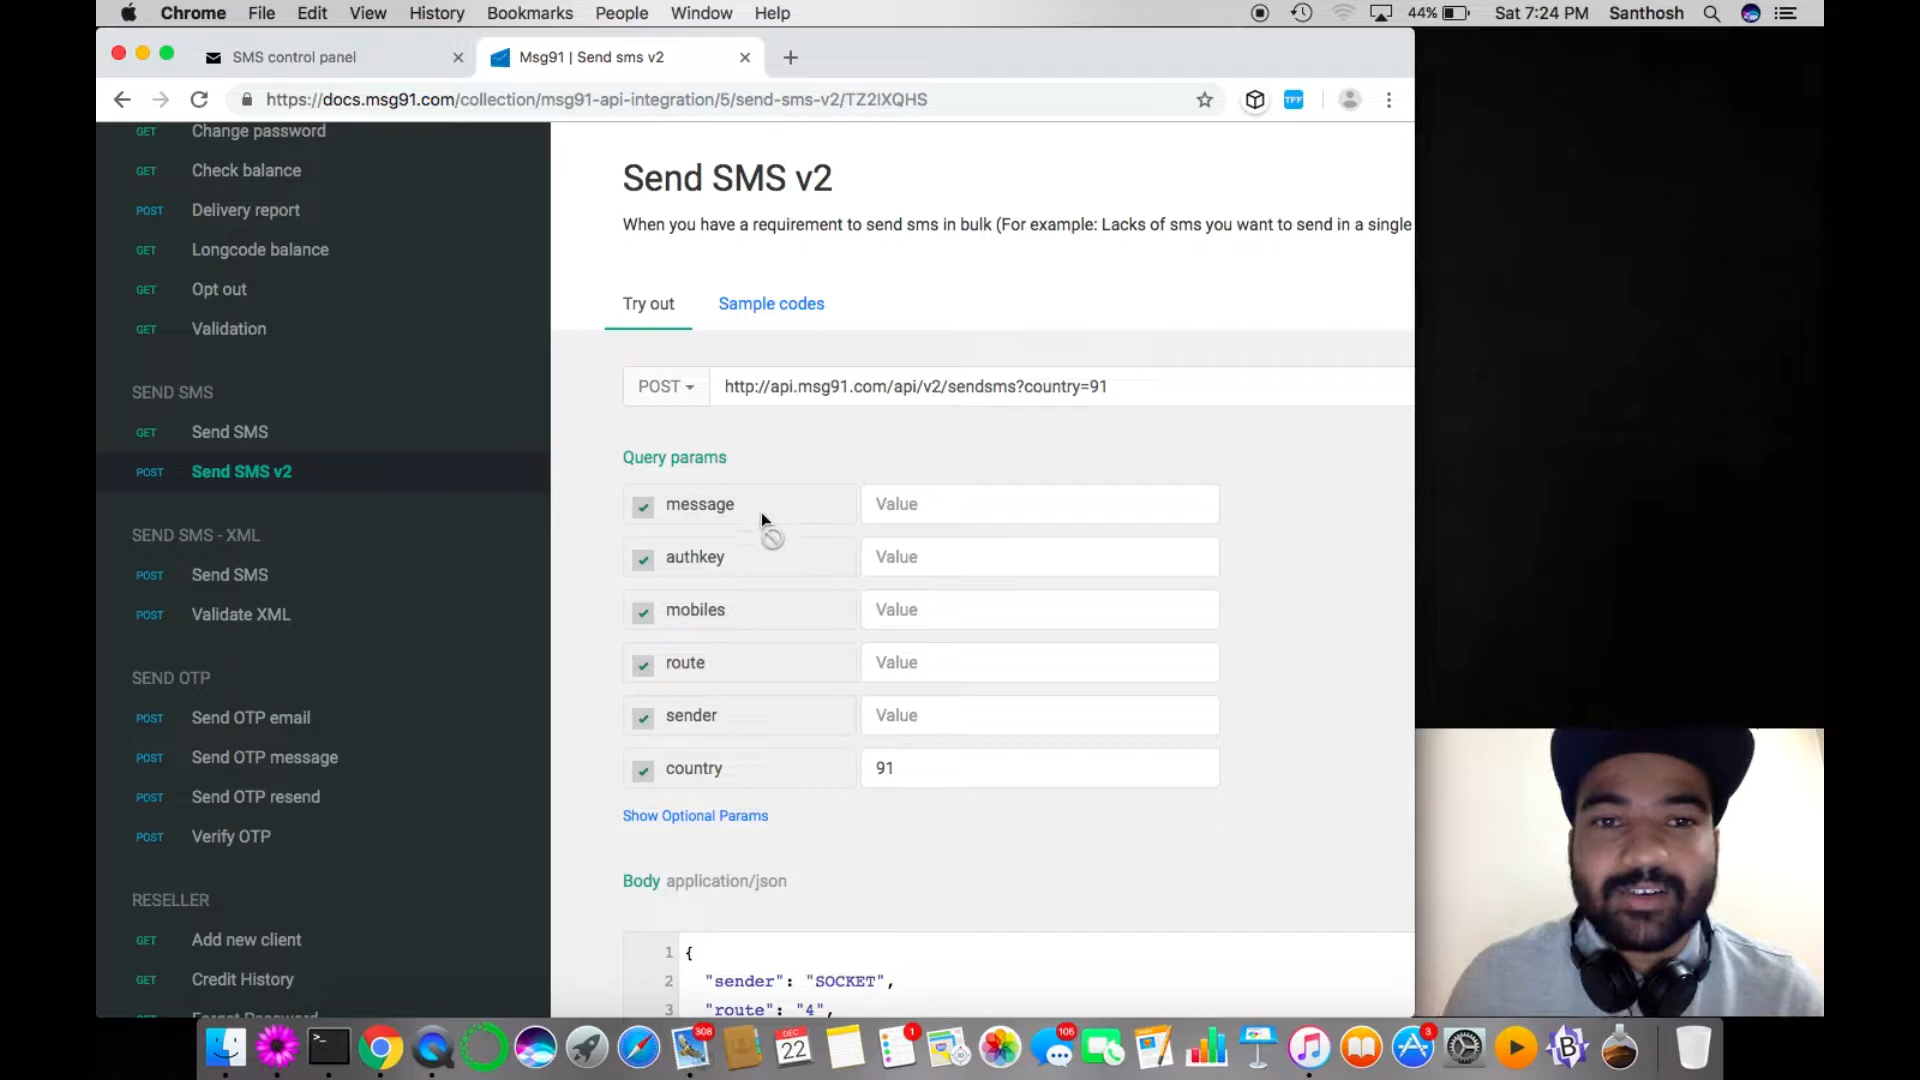 Chrome File Edit View History Bookmarks People Window Help 44% Sat 7:24 PM Santhosh
SMS control panel
Msg91 | Send sms v2
https://docs.msg91.com/collection/msg91-api-integration/5/send-sms-v2/TZ2IXQHS
TFF
GET Change password
GET Check balance
POST Delivery report
GET Longcode balance
GET Opt out
GET Validation
SEND SMS
GET Send SMS
POST Send SMS v2
SEND SMS - XML
POST Send SMS
POST Validate XML
SEND OTP
POST Send OTP email
POST Send OTP message
POST Send OTP resend
POST Verify OTP
RESELLER
GET Add new client
GET Credit History
Send SMS v2
When you have a requirement to send sms in bulk (For example: Lacks of sms you want to send in a single
Try out Sample codes
POST http://api.msg91.com/api/v2/sendsms?country=91
Query params
message Value
authkey Value
mobiles Value
route Value
sender Value
country 91
Show Optional Params
Body application/json
1 {
2 "sender": "SOCKET",
3 "route": "4",
308
DEC
22
1
106
3
B